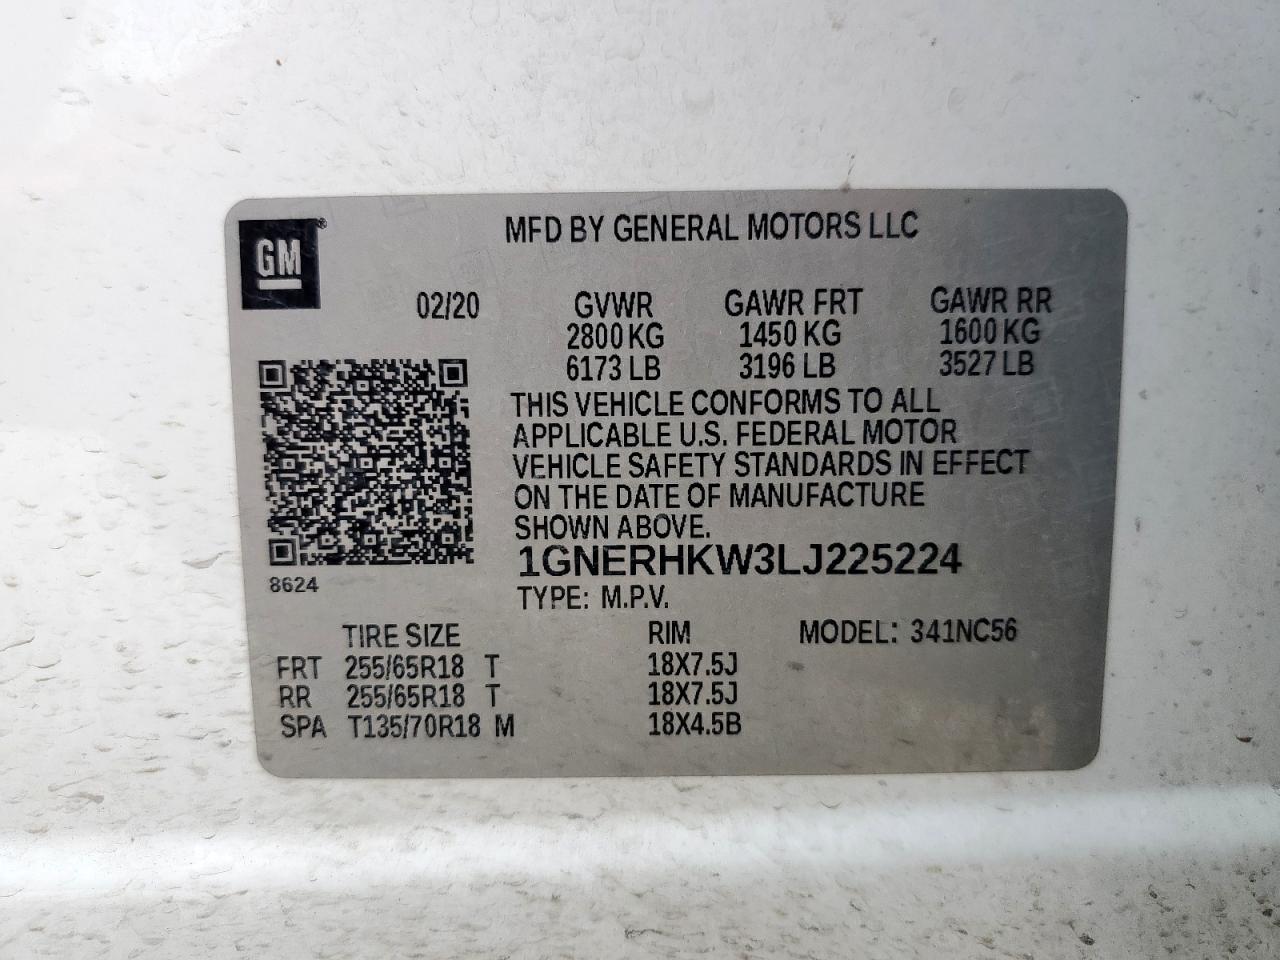 GM®
MFD BY GENERAL MOTORS LLC
02/20 GVWR GAWR FRT GAWR RR
2800 KG 1450 KG 1600 KG
6173 LB 3196 LB 3527 LB
THIS VEHICLE CONFORMS TO ALL
APPLICABLE U.S. FEDERAL MOTOR
VEHICLE SAFETY STANDARDS IN EFFECT
ON THE DATE OF MANUFACTURE
SHOWN ABOVE.
1GNERHKW3LJ225224
8624
TYPE: M.P.V.
TIRE SIZE RIM MODEL: 341NC56
FRT 255/65R18 T 18X7.5J
RR 255/65R18 T 18X7.5J
SPA T135/70R18 M 18X4.5B